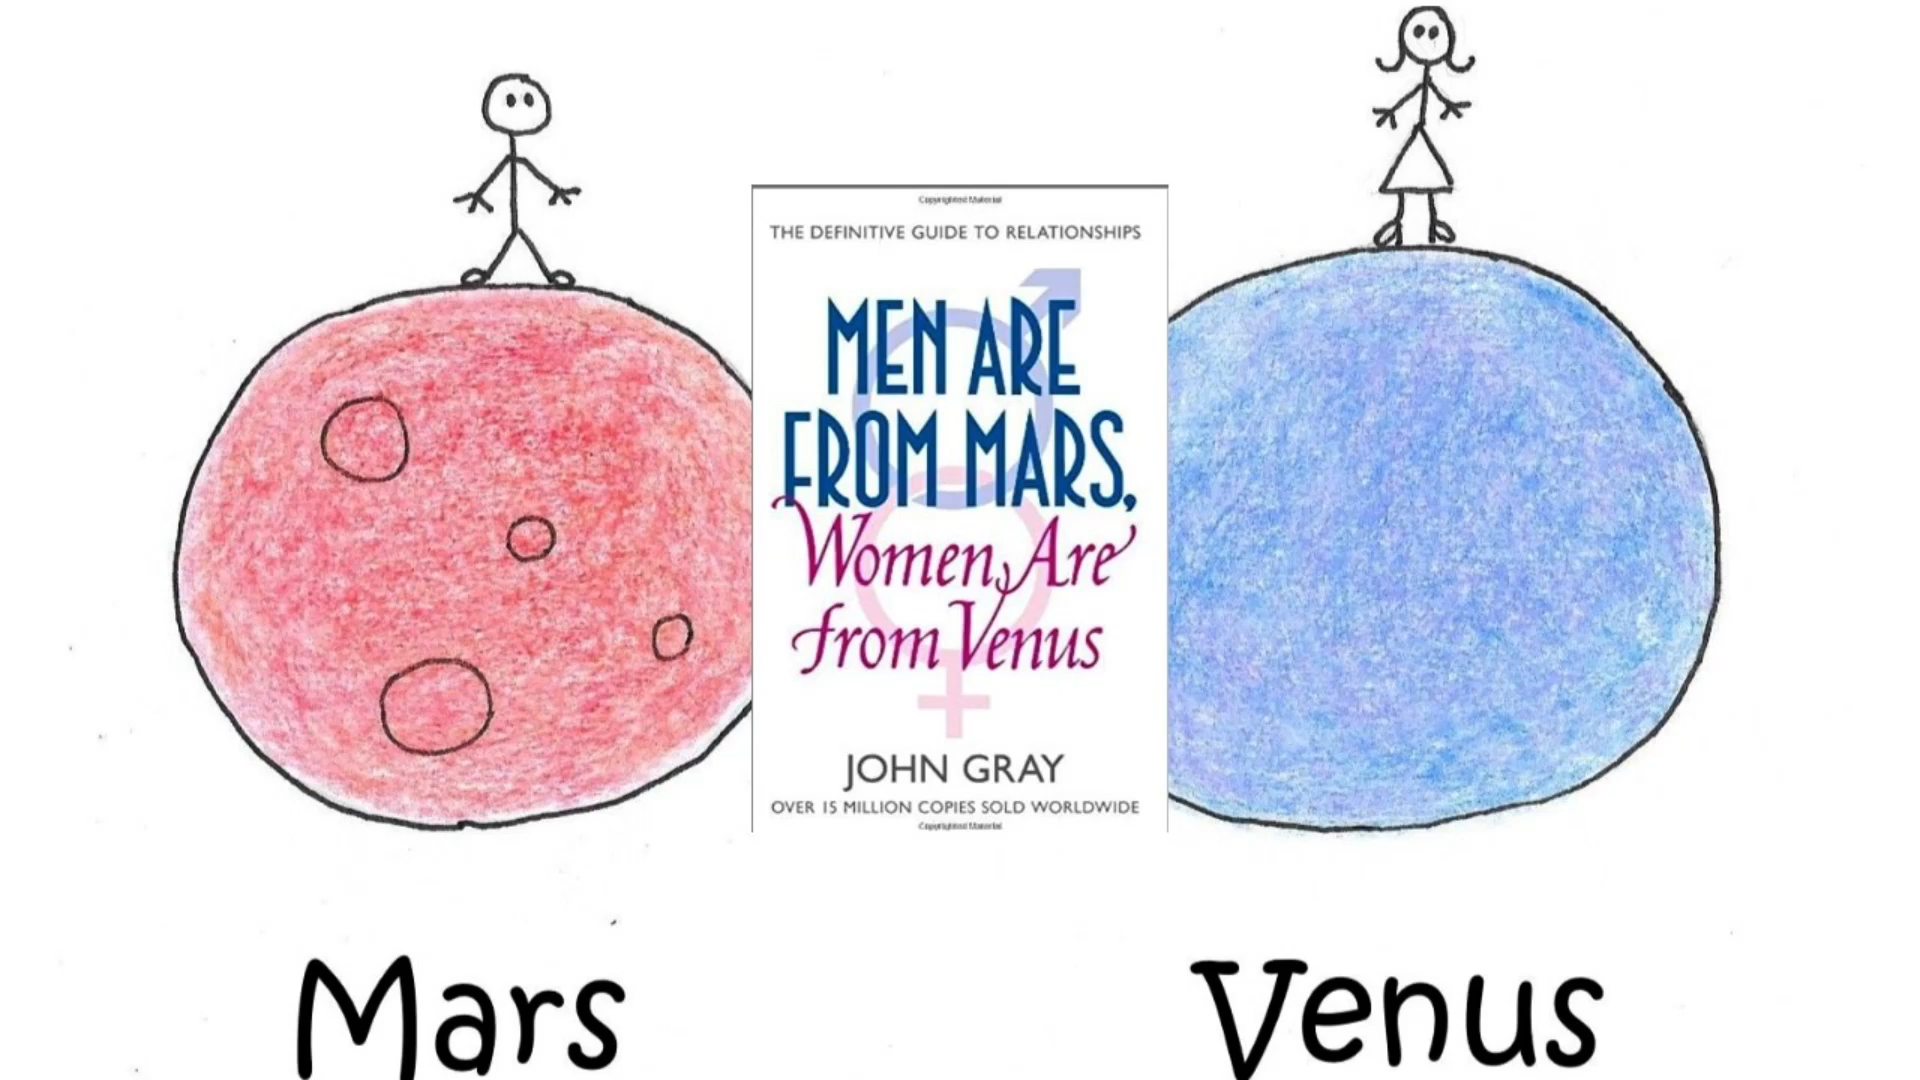 Copyrighted Material
THE DEFINITIVE GUIDE TO RELATIONSHIPS
MEN ARE
FROM MARS,
Women Are
from Venus
JOHN GRAY
OVER 15 MILLION COPIES SOLD WORLDWIDE
Copyrighted Material
Mars
Venus